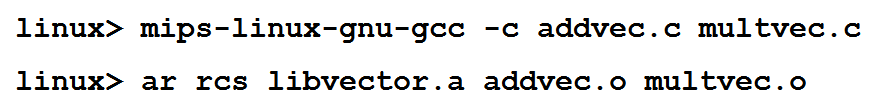 linux> mips-linux-gnu-gcc -c addvec.c multvec.c
linux> ar rcs libvector.a addvec.o multvec.o